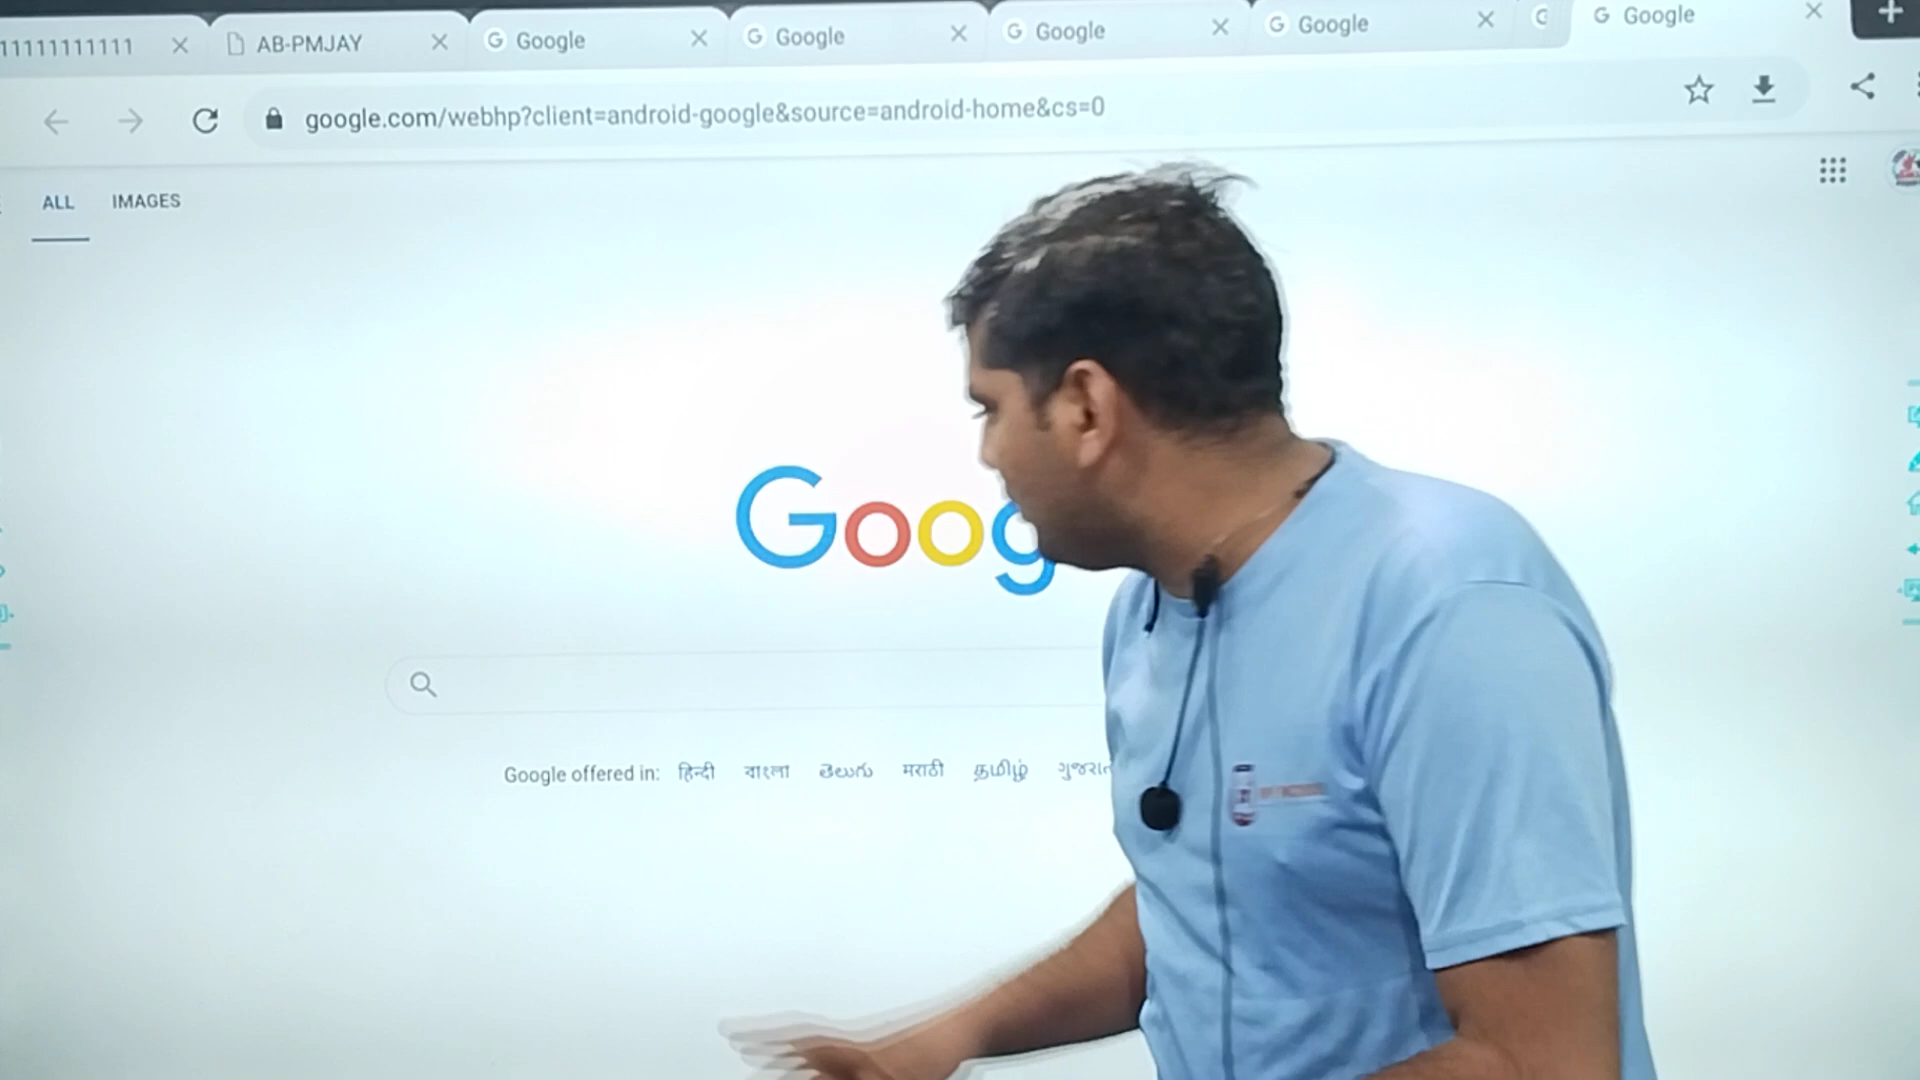 11111111111 AB-PMJAY Google Google Google Google Google
google.com/webhp?client=android-google&source=android-home&cs=0
ALL IMAGES
Goog
Google offered in: हिन्दी বাংলা తెలుగు मराठी தமிழ் ગુજરાત